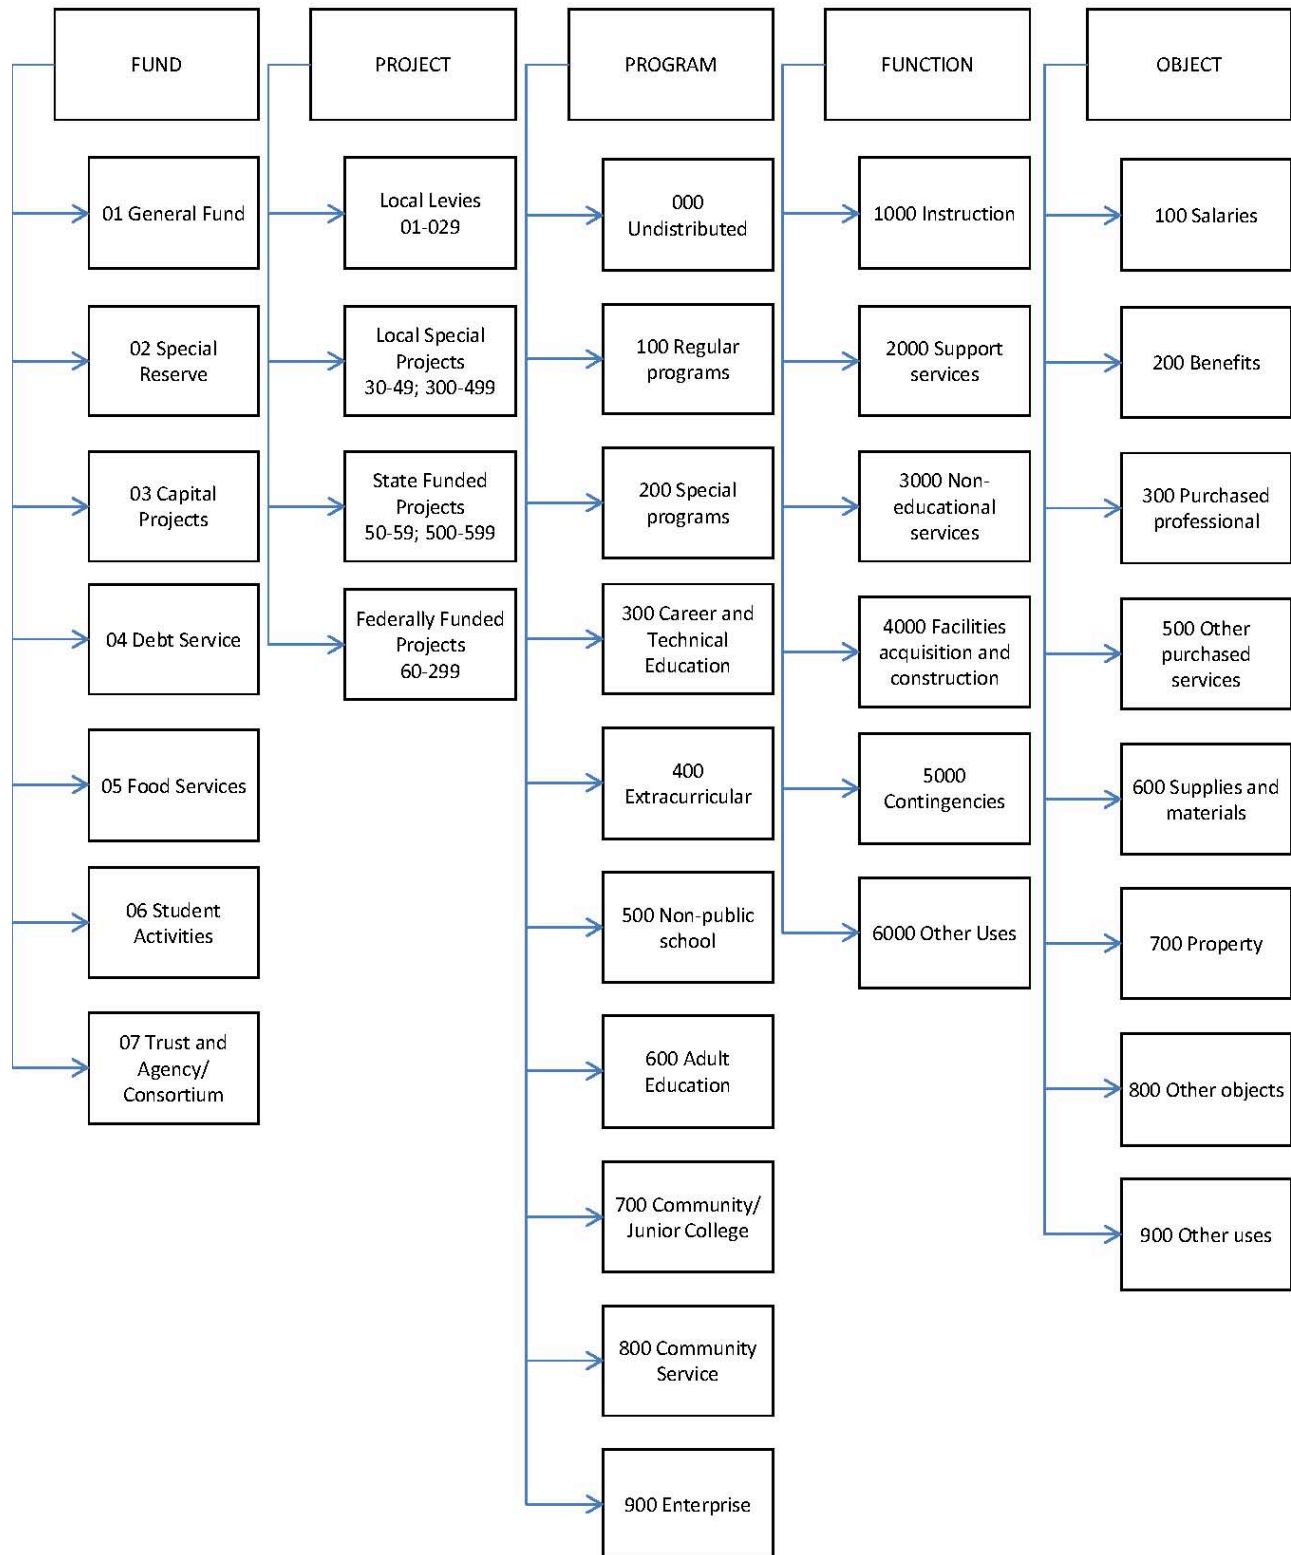 FUND
PROJECT
PROGRAM
FUNCTION
OBJECT
01 General Fund
02 Special
Reserve
03 Capital
Projects
04 Debt Service
05 Food Services
06 Student
Activities
07 Trust and
Agency/
Consortium
Local Levies
01-029
Local Special
Projects
30-49; 300-499
State Funded
Projects
50-59; 500-599
Federally Funded
Projects
60-299
000
Undistributed
100 Regular
programs
200 Special
programs
300 Career and
Technical
Education
400
Extracurricular
500 Non-public
school
600 Adult
Education
700 Community/
Junior College
800 Community
Service
900 Enterprise
1000 Instruction
2000 Support
services
3000 Non-
educational
services
4000 Facilities
acquisition and
construction
5000
Contingencies
6000 Other Uses
100 Salaries
200 Benefits
300 Purchased
professional
500 Other
purchased
services
600 Supplies and
materials
700 Property
800 Other objects
900 Other uses